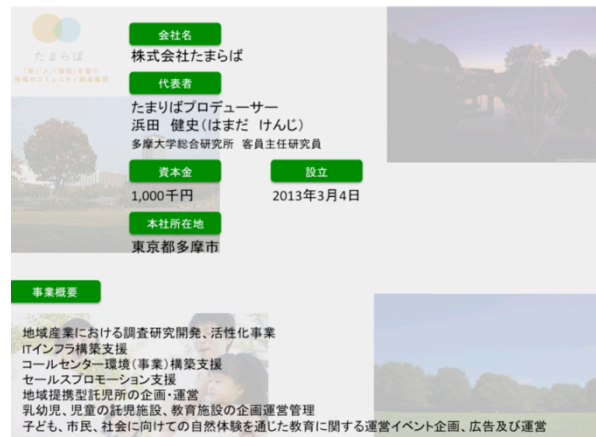 たまらば
会社名
株式会社たまらば
代表者
たまりばプロデューサー
浜田　健史(はまだ　けんじ)
多摩大学総合研究所　客員主任研究員
資本金
設立
1,000千円
2013年3月4日
本社所在地
東京都多摩市
事業概要
地域産業における調査研究開発、活性化事業
ITインフラ構築支援
コールセンター環境(事業)構築支援
セールスプロモーション支援
地域提携型託児所の企画・運営
乳幼児、児童の託児施設、教育施設の企画運営管理
子ども、市民、社会に向けての自然体験を通じた教育に関する運営イベント企画、広告及び運営